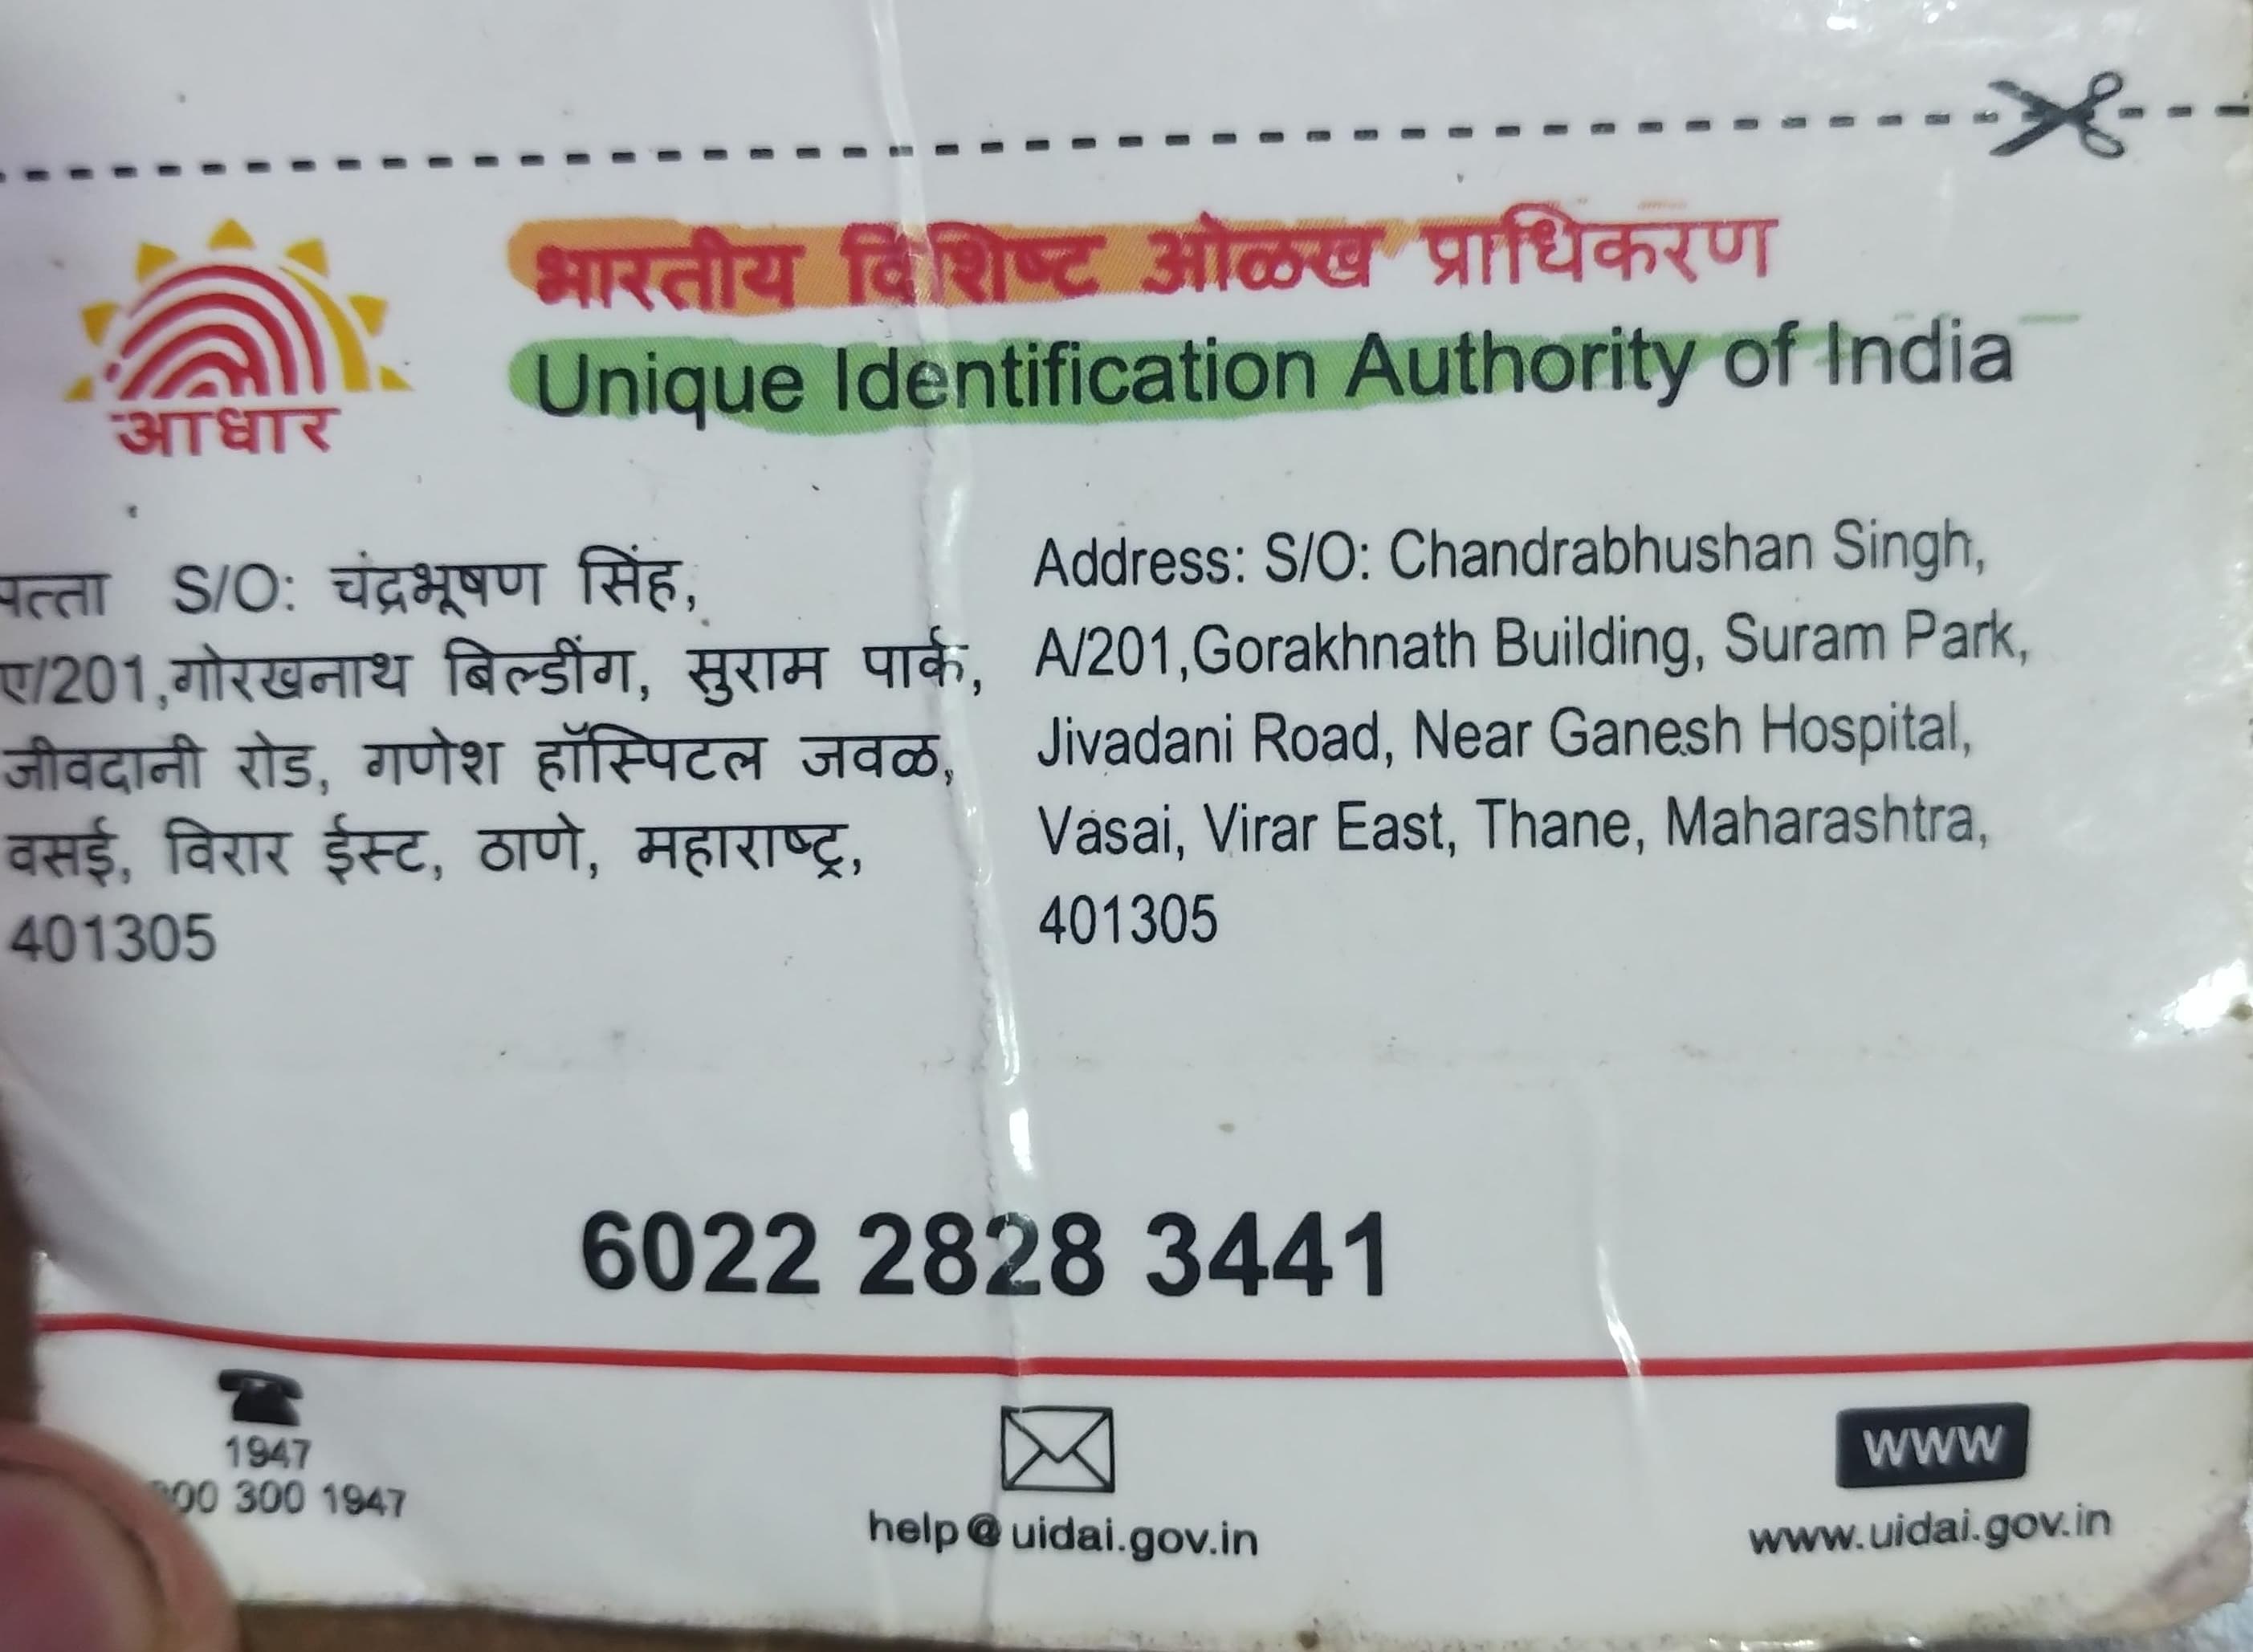 भारतीय विशिष्ट ओळख प्राधिकरण
Unique Identification Authority of India
आधार
पत्ता S/O: चंद्रभूषण सिंह,
ए/201,गोरखनाथ बिल्डींग, सुराम पार्क,
जीवदानी रोड, गणेश हॉस्पिटल जवळ,
वसई, विरार ईस्ट, ठाणे, महाराष्ट्र,
401305
Address: S/O: Chandrabhushan Singh,
A/201,Gorakhnath Building, Suram Park,
Jivadani Road, Near Ganesh Hospital,
Vasai, Virar East, Thane, Maharashtra,
401305
6022 2828 3441
1947
300 1947
help@uidai.gov.in
www
www.uidai.gov.in